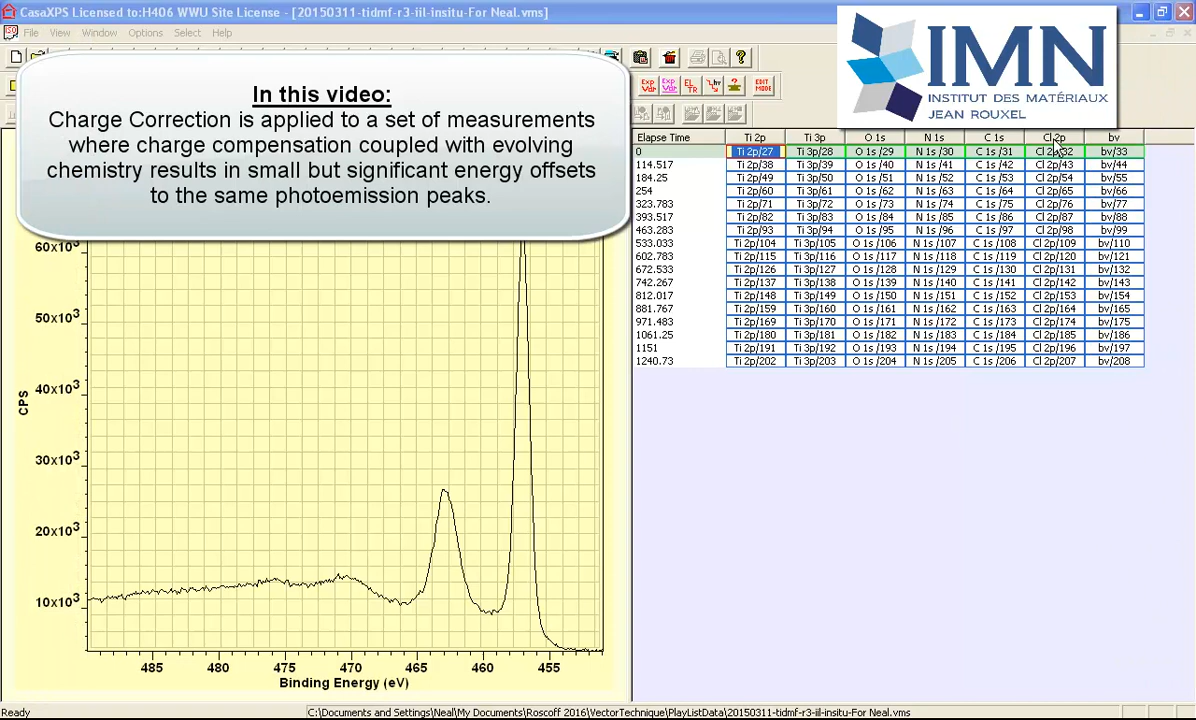 CasaXPS Licensed to:H406 WWU Site License - [20150311-tidmf-r3-iil-insitu-For Neal.vms]
File View Window Options Select Help
In this video:
Charge Correction is applied to a set of measurements
where charge compensation coupled with evolving
chemistry results in small but significant energy offsets
to the same photoemission peaks.
IMN
INSTITUT DES MATÉRIAUX
JEAN ROUXEL
Exp Var Exp Var EL TR hv EDIT MODE
Elapse Time Ti 2p Ti 3p O 1s N 1s C 1s Cl 2p bv
0 Ti 2p/27 Ti 3p/28 O 1s /29 N 1s /30 C 1s /31 Cl 2p/32 bv/33
114.517 Ti 2p/38 Ti 3p/39 O 1s /40 N 1s /41 C 1s /42 Cl 2p/43 bv/44
184.25 Ti 2p/49 Ti 3p/50 O 1s /51 N 1s /52 C 1s /53 Cl 2p/54 bv/55
254 Ti 2p/60 Ti 3p/61 O 1s /62 N 1s /63 C 1s /64 Cl 2p/65 bv/66
323.783 Ti 2p/71 Ti 3p/72 O 1s /73 N 1s /74 C 1s /75 Cl 2p/76 bv/77
393.517 Ti 2p/82 Ti 3p/83 O 1s /84 N 1s /85 C 1s /86 Cl 2p/87 bv/88
463.283 Ti 2p/93 Ti 3p/94 O 1s /95 N 1s /96 C 1s /97 Cl 2p/98 bv/99
533.033 Ti 2p/104 Ti 3p/105 O 1s /106 N 1s /107 C 1s /108 Cl 2p/109 bv/110
602.783 Ti 2p/115 Ti 3p/116 O 1s /117 N 1s /118 C 1s /119 Cl 2p/120 bv/121
672.533 Ti 2p/126 Ti 3p/127 O 1s /128 N 1s /129 C 1s /130 Cl 2p/131 bv/132
742.267 Ti 2p/137 Ti 3p/138 O 1s /139 N 1s /140 C 1s /141 Cl 2p/142 bv/143
812.017 Ti 2p/148 Ti 3p/149 O 1s /150 N 1s /151 C 1s /152 Cl 2p/153 bv/154
881.767 Ti 2p/159 Ti 3p/160 O 1s /161 N 1s /162 C 1s /163 Cl 2p/164 bv/165
971.483 Ti 2p/169 Ti 3p/170 O 1s /171 N 1s /172 C 1s /173 Cl 2p/174 bv/175
1061.25 Ti 2p/180 Ti 3p/181 O 1s /182 N 1s /183 C 1s /184 Cl 2p/185 bv/186
1151 Ti 2p/191 Ti 3p/192 O 1s /193 N 1s /194 C 1s /195 Cl 2p/196 bv/197
1240.73 Ti 2p/202 Ti 3p/203 O 1s /204 N 1s /205 C 1s /206 Cl 2p/207 bv/208
60x10³
50x10³
40x10³
CPS
30x10³
20x10³
10x10³
485 480 475 470 465 460 455
Binding Energy (eV)
Ready C:\Documents and Settings\Neal\My Documents\Roscoff 2016\VectorTechnique\PlayListData\20150311-tidmf-r3-iil-insitu-For Neal.vms